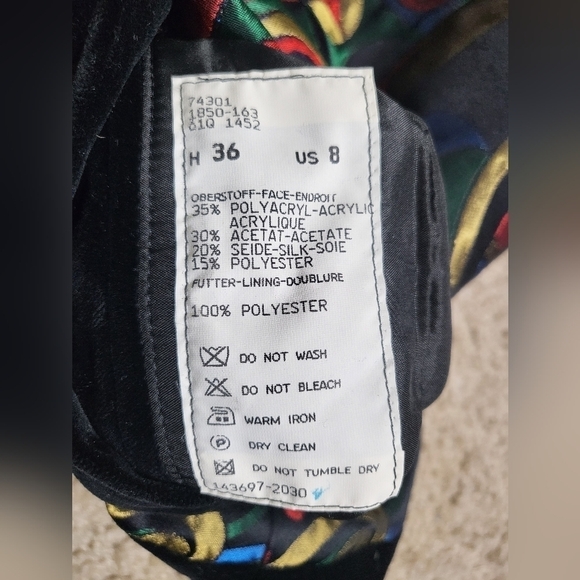 74301
1850-163
61Q 1452
H 36 US 8
OBERSTOFF-FACE-ENDROIT
35% POLYACRYL-ACRYLIC
ACRYLIQUE
30% ACETAT-ACETATE
20% SEIDE-SILK-SOIE
15% POLYESTER
FUTTER-LINING-DOUBLURE
100% POLYESTER
DO NOT WASH
DO NOT BLEACH
WARM IRON
P DRY CLEAN
DO NOT TUMBLE DRY
143697-2030